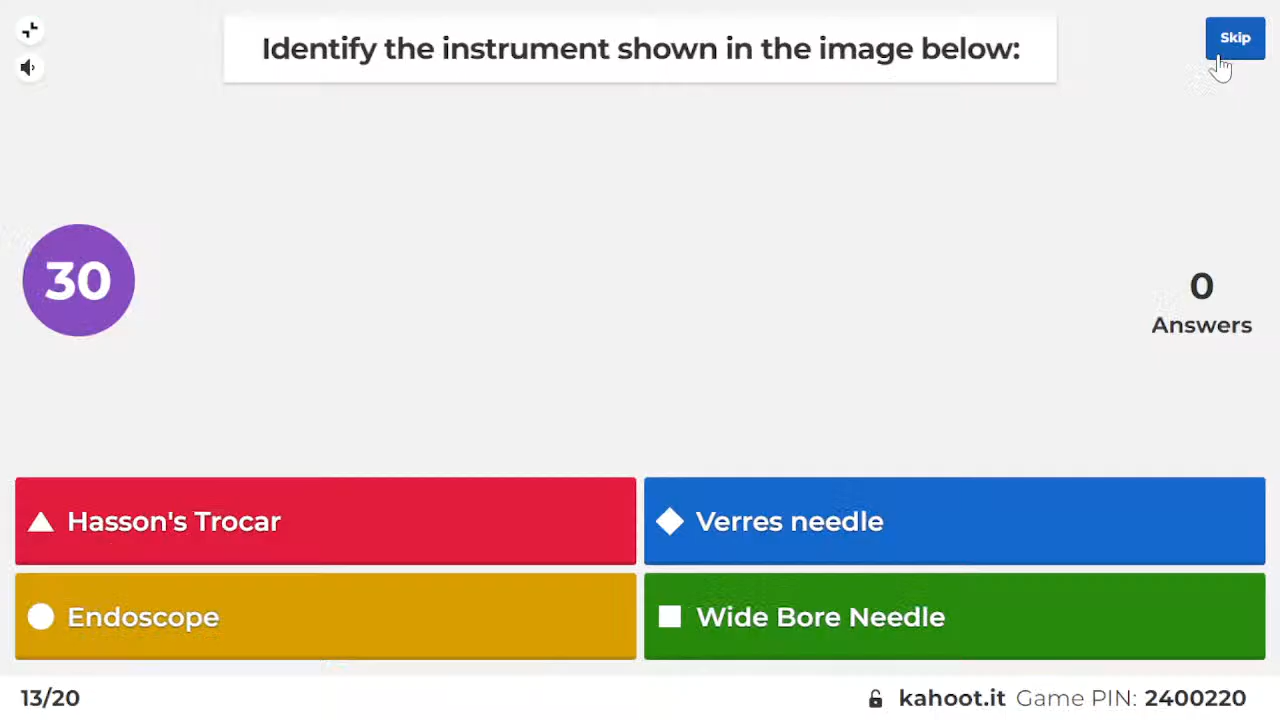 Identify the instrument shown in the image below:
Skip
30
0
Answers
Hasson's Trocar
Verres needle
Endoscope
Wide Bore Needle
13/20
kahoot.it Game PIN: 2400220